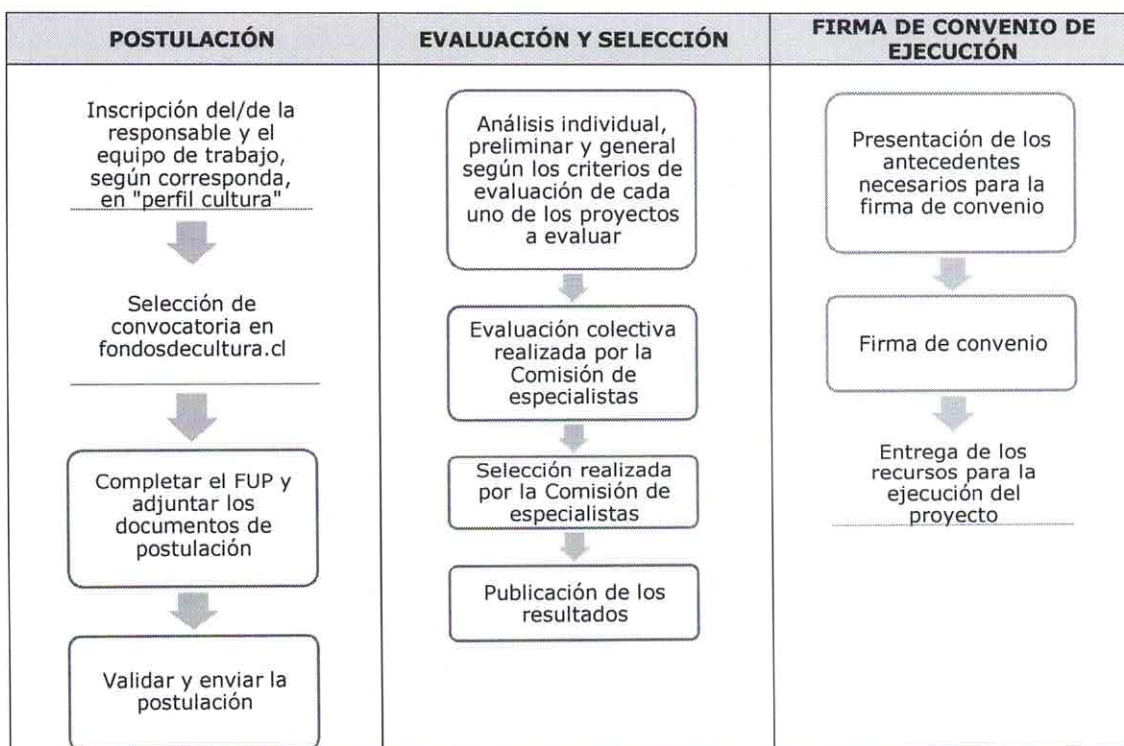 POSTULACIÓN
Inscripción del/de la
responsable y el
equipo de trabajo,
según corresponda,
en "perfil cultura"
Selección de
convocatoria en
fondosdecultura.cl
Completar el FUP y
adjuntar los
documentos de
postulación
Validar y enviar la
postulación
EVALUACIÓN Y SELECCIÓN
Análisis individual,
preliminar y general
según los criterios de
evaluación de cada
uno de los proyectos
a evaluar
Evaluación colectiva
realizada por la
Comisión de
especialistas
Selección realizada
por la Comisión de
especialistas
Publicación de los
resultados
FIRMA DE CONVENIO DE
EJECUCIÓN
Presentación de los
antecedentes
necesarios para la
firma de convenio
Firma de convenio
Entrega de los
recursos para la
ejecución del
proyecto